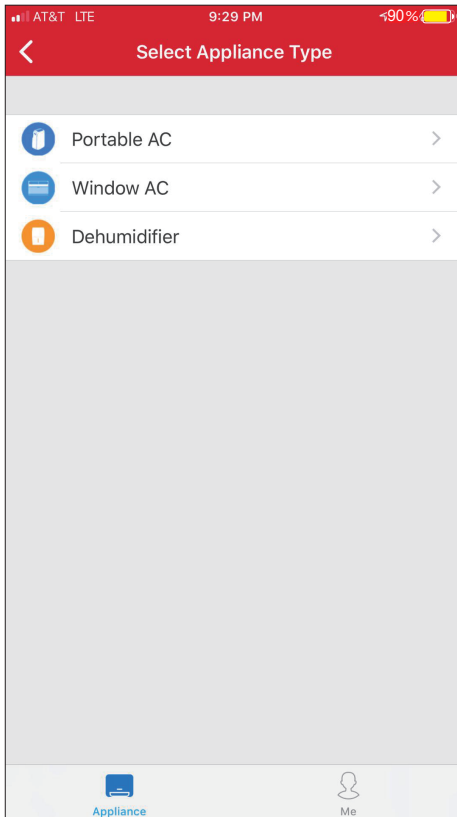 AT&T LTE 9:29 PM 90%
Select Appliance Type
Portable AC
Window AC
Dehumidifier
Appliance Me